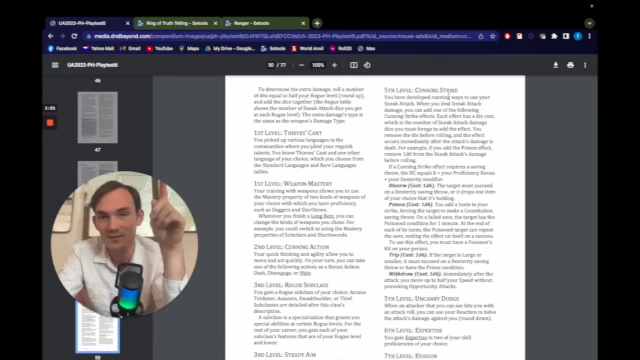 UA2023-PH-Playtest6
Ring of Truth Telling - 5etools
Ranger - 5etools
media.dndbeyond.com/compendium-images/ua/ph-playtest6/
Facebook
Yahoo Mail
Gmail
YouTube
Maps
My Drive - Google...
5etools
World Anvil
Roll20
MAL
UA2023-PH-Playtest6
50 / 77
100%
46
47
50
1:01
To determine the extra damage, roll a
number of d6s equal to half your Rogue level (round up),
and add the dice together (the Rogue table
shows the number of Sneak Attack dice you
get at each Rogue level). The extra damage's
type is the same as the weapon's Damage Type.
1st Level: Thieves' Cant
You picked up various languages in the
communities where you plied your roguish
talents. You know Thieves' Cant and one other
language of your choice, which you choose from
the Standard Languages and Rare Languages
tables.
1st Level: Weapon Mastery
Your training with weapons allows you to use
the Mastery property of two kinds of weapons of
your choice with which you have proficiency,
such as Daggers and Shortbows.
Whenever you finish a Long Rest, you can
change the kinds of weapons you chose. For
example, you could switch to using the Mastery
properties of Scimitars and Shortswords.
2nd Level: Cunning Action
Your quick thinking and agility allow you to
move and act quickly. On your turn, you can take
one of the following actions as a Bonus Action:
Dash, Disengage, or Hide.
3rd Level: Rogue Subclass
You gain a Rogue subclass of your choice. Arcane
Trickster, Assassin, Swashbuckler, or Thief.
Subclasses are detailed after this class's
description.
A subclass is a specialization that grants you
special abilities at certain Rogue levels. For the
rest of your career, you gain each of your
subclass's features that are of your Rogue level
and lower.
3rd Level: Steady Aim
5th Level: Cunning Strike
You have developed cunning ways to use your
Sneak Attack. When you deal Sneak Attack
damage, you can add one of the following
Cunning Strike effects. Each effect has a die cost,
which is the number of Sneak Attack damage
dice you must forego to add the effect. You
remove the die before rolling, and the effect
occurs immediately after the attack's damage is dealt.
For example, if you add the Poison effect,
remove 1d6 from the Sneak Attack's damage
before rolling.
If a Cunning Strike effect requires a saving
throw, the DC equals 8 + your Proficiency Bonus
+ your Dexterity modifier.
Disarm (Cost: 1d6). The target must succeed
on a Dexterity saving throw, or it drops one item
of your choice that it's holding.
Poison (Cost: 1d6). You add a toxin to your
strike, forcing the target to make a Constitution
saving throw. On a failed save, the target has the
Poisoned condition for 1 minute. At the end of
each of its turns, the Poisoned target can repeat
the save, ending the effect on itself on a success.
To use this effect, you must have a Poisoner's
Kit on your person.
Trip (Cost: 1d6). If the target is Large or
smaller, it must succeed on a Dexterity saving
throw or have the Prone condition.
Withdraw (Cost: 1d6). Immediately after the
attack, you move up to half your Speed without
provoking Opportunity Attacks.
5th Level: Uncanny Dodge
When an attacker that you can see hits you
with an attack roll, you can use your Reaction to halve
the attack's damage against you (round down).
6th Level: Expertise
You gain Expertise in two of your skill
proficiencies of your choice.
7th Level: Evasion